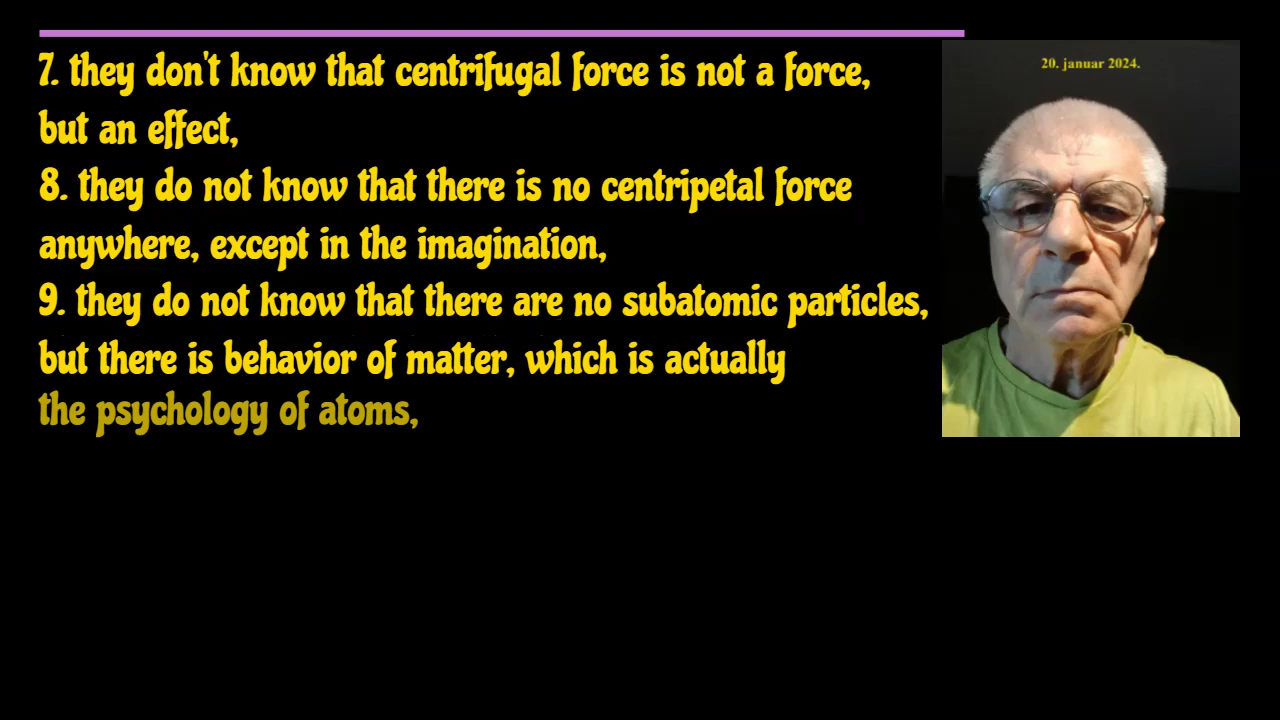 7. they don't know that centrifugal force is not a force,
but an effect,
8. they do not know that there is no centripetal force
anywhere, except in the imagination,
9. they do not know that there are no subatomic particles,
but there is behavior of matter, which is actually
the psychology of atoms,
20. januar 2024.